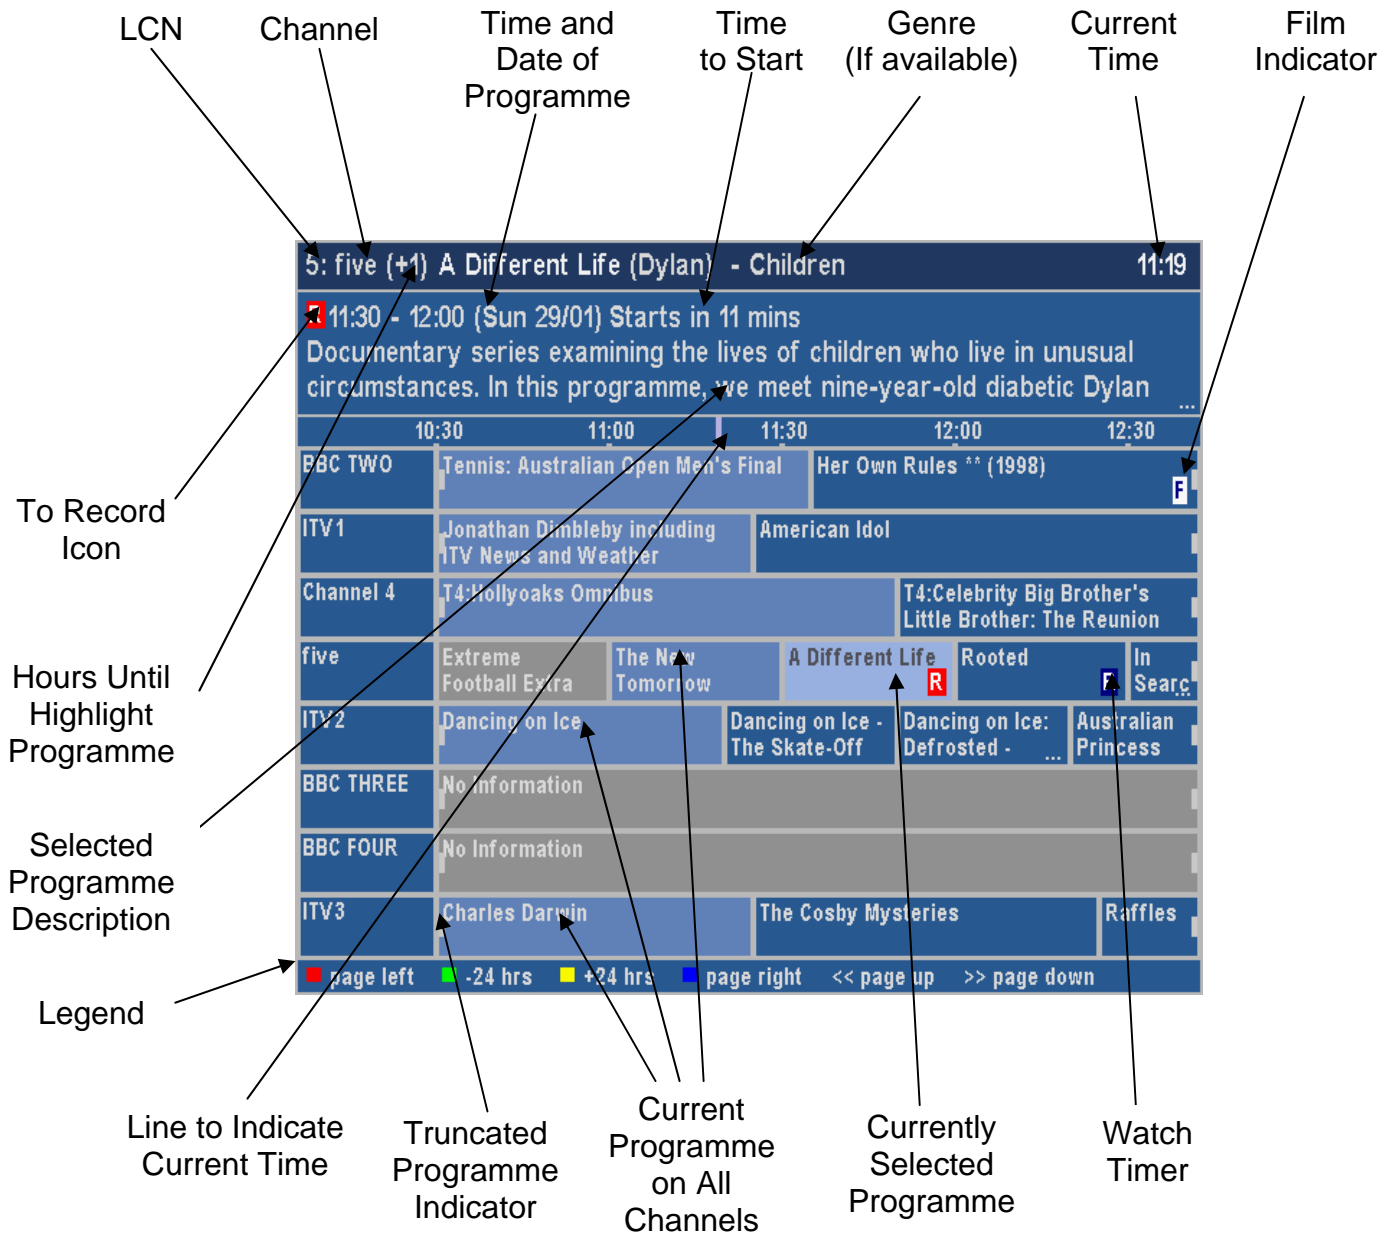 LCN
Channel
Time and
Date of
Programme
Time
to Start
Genre
(If available)
Current
Time
Film
Indicator
5: five (+1) A Different Life (Dylan) - Children
11:19
R 11:30 - 12:00 (Sun 29/01) Starts in 11 mins
Documentary series examining the lives of children who live in unusual
circumstances. In this programme, we meet nine-year-old diabetic Dylan
...
10:30 11:00 11:30 12:00 12:30
BBC TWO
Tennis: Australian Open Men's Final
Her Own Rules ** (1998)
F
ITV1
Jonathan Dimbleby including
ITV News and Weather
American Idol
Channel 4
T4:Hollyoaks Omnibus
T4:Celebrity Big Brother's
Little Brother: The Reunion
five
Extreme
Football Extra
The New
Tomorrow
A Different Life
R
Rooted
In
Searc
...
ITV2
Dancing on Ice
Dancing on Ice -
The Skate-Off
Dancing on Ice:
Defrosted - ...
Australian
Princess
BBC THREE
No Information
BBC FOUR
No Information
ITV3
Charles Darwin
The Cosby Mysteries
Raffles
page left -24 hrs +24 hrs page right << page up >> page down
To Record
Icon
Hours Until
Highlight
Programme
Selected
Programme
Description
Legend
Line to Indicate
Current Time
Truncated
Programme
Indicator
Current
Programme
on All
Channels
Currently
Selected
Programme
Watch
Timer